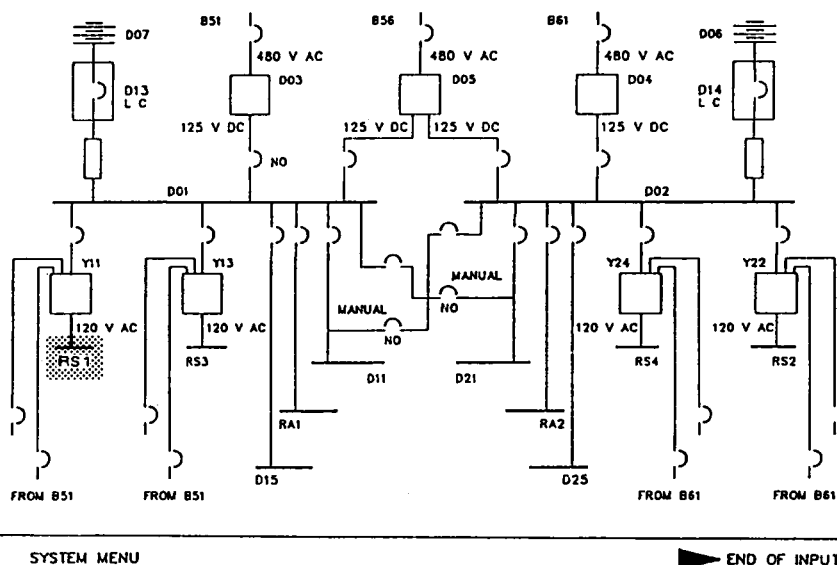 D07
B51
B56
B61
D06
480 V AC
480 V AC
480 V AC
D03
D05
D04
D13
L C
D14
L C
125 V DC
125 V DC
125 V DC
125 V DC
NO
D01
D02
Y11
Y13
Y24
Y22
MANUAL
MANUAL
NO
NO
120 V AC
120 V AC
120 V AC
120 V AC
RS1
RS3
RS4
RS2
D11
D21
RA1
RA2
D15
D25
FROM B51
FROM B51
FROM B61
FROM B61
SYSTEM MENU
END OF INPUT